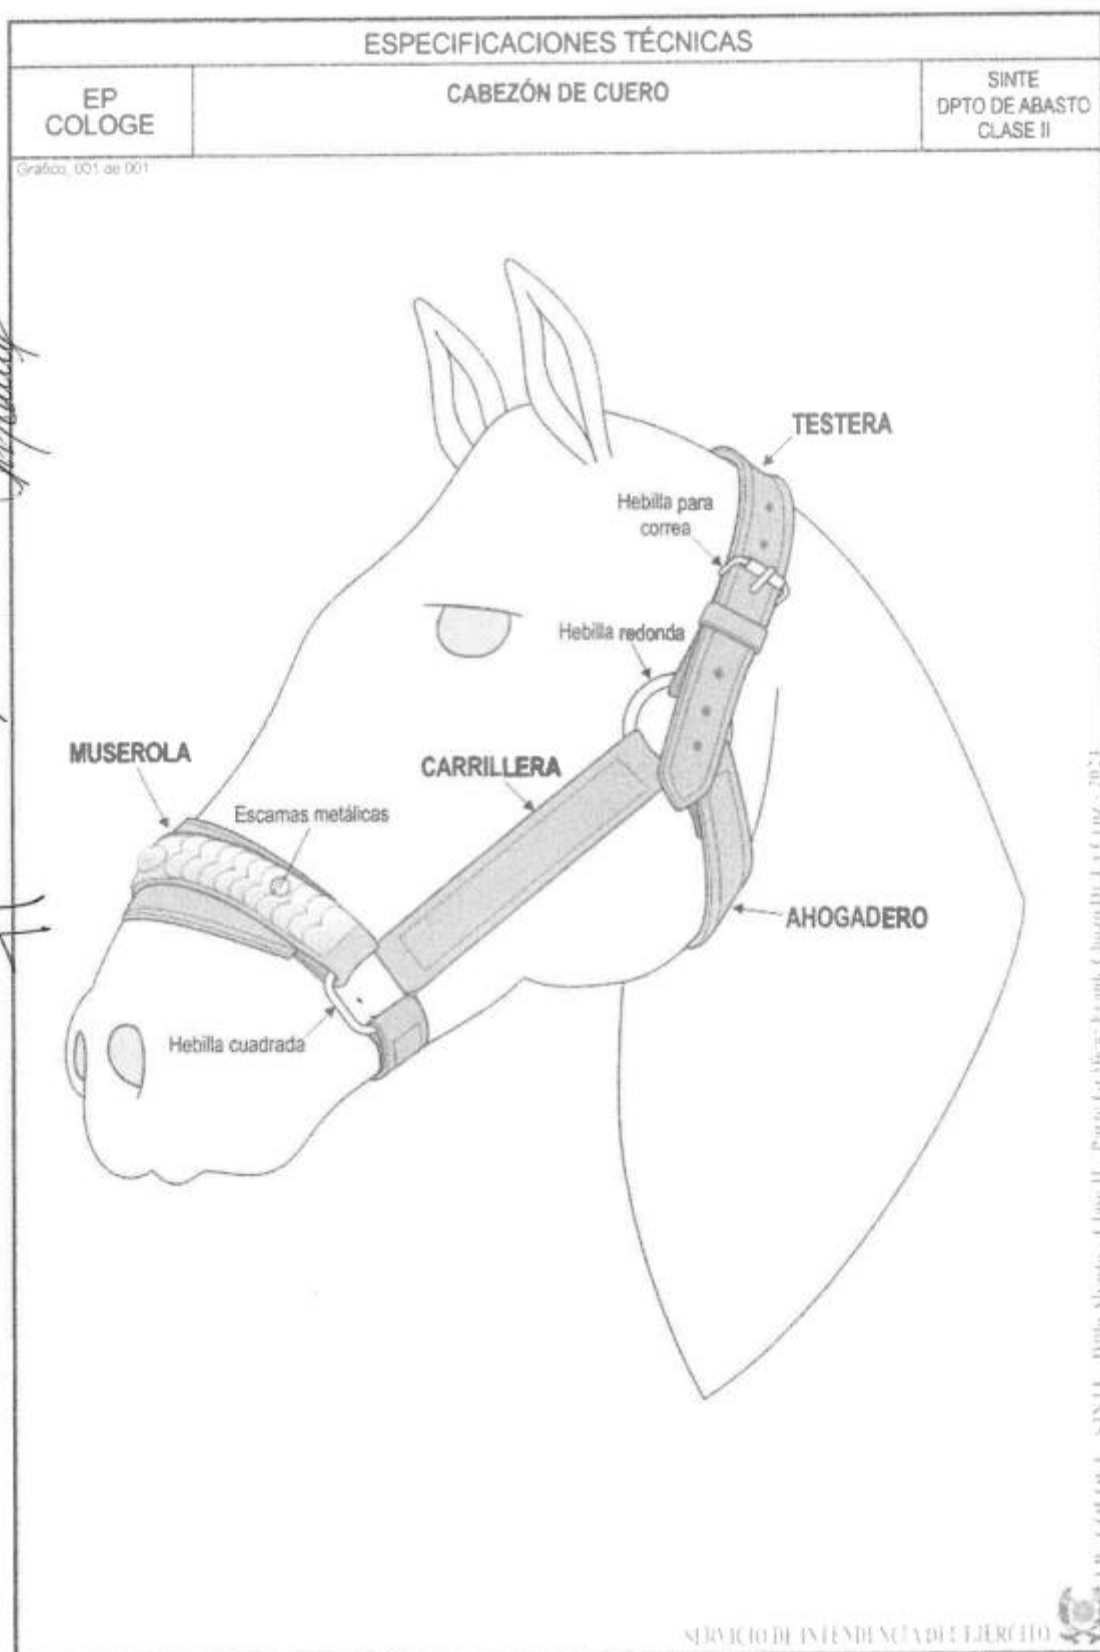 ESPECIFICACIONES TÉCNICAS
EP
COLOGE
CABEZÓN DE CUERO
SINTE
DPTO DE ABASTO
CLASE II
Gráfico, 001 de 001
TESTERA
Hebilla para
correa
Hebilla redonda
MUSEROLA
CARRILLERA
Escamas metálicas
AHOGADERO
Hebilla cuadrada
SERVICIO DE INTENDENCIA DEL EJERCITO